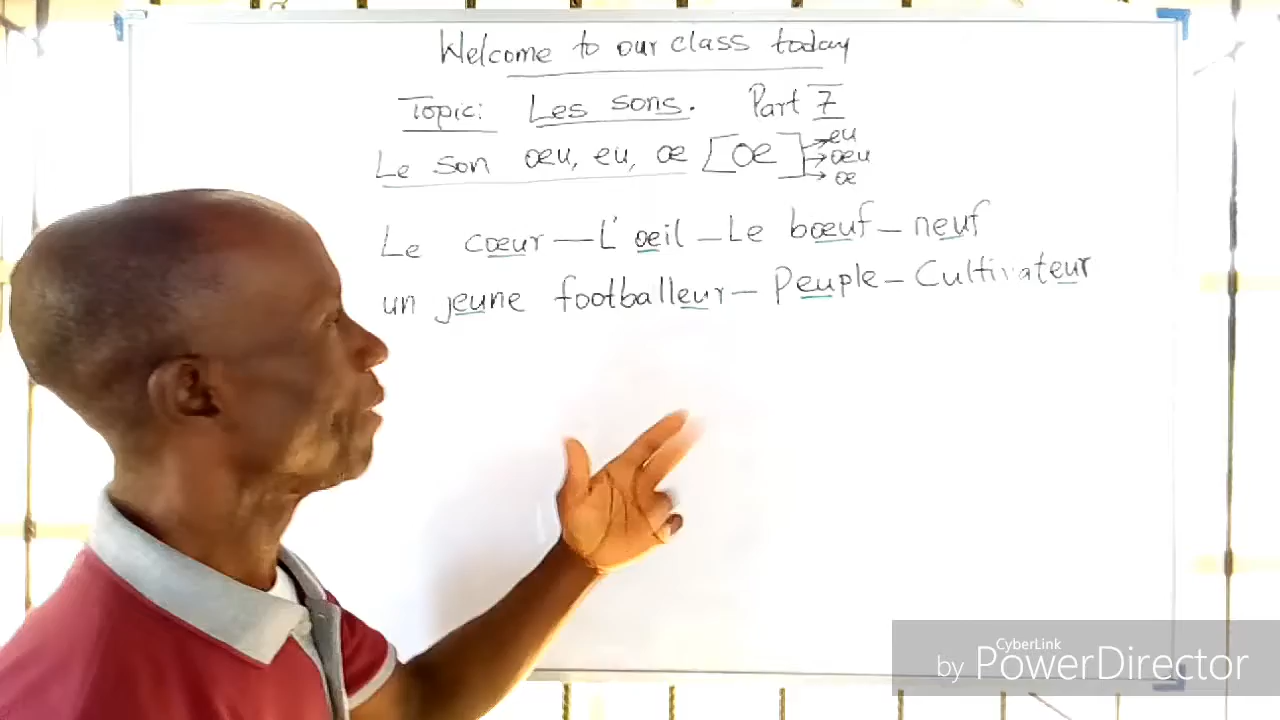 Welcome to our class today
Topic: Les sons. Part 7
Le son œu, eu, œ [œ] → eu
→ œu
→ œ
Le cœur — L'œil – Le bœuf – neuf
un jeune footballeur – Peuple – Cultivateur
CyberLink
by PowerDirector